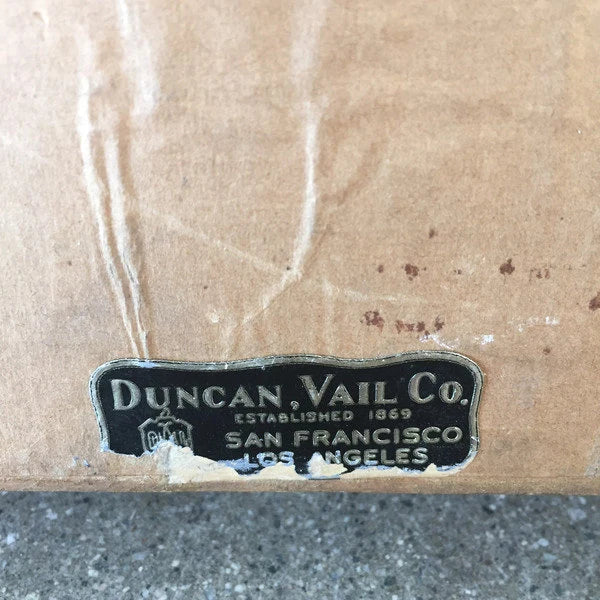 DUNCAN, VAIL CO.
ESTABLISHED 1869
SAN FRANCISCO
LOS ANGELES